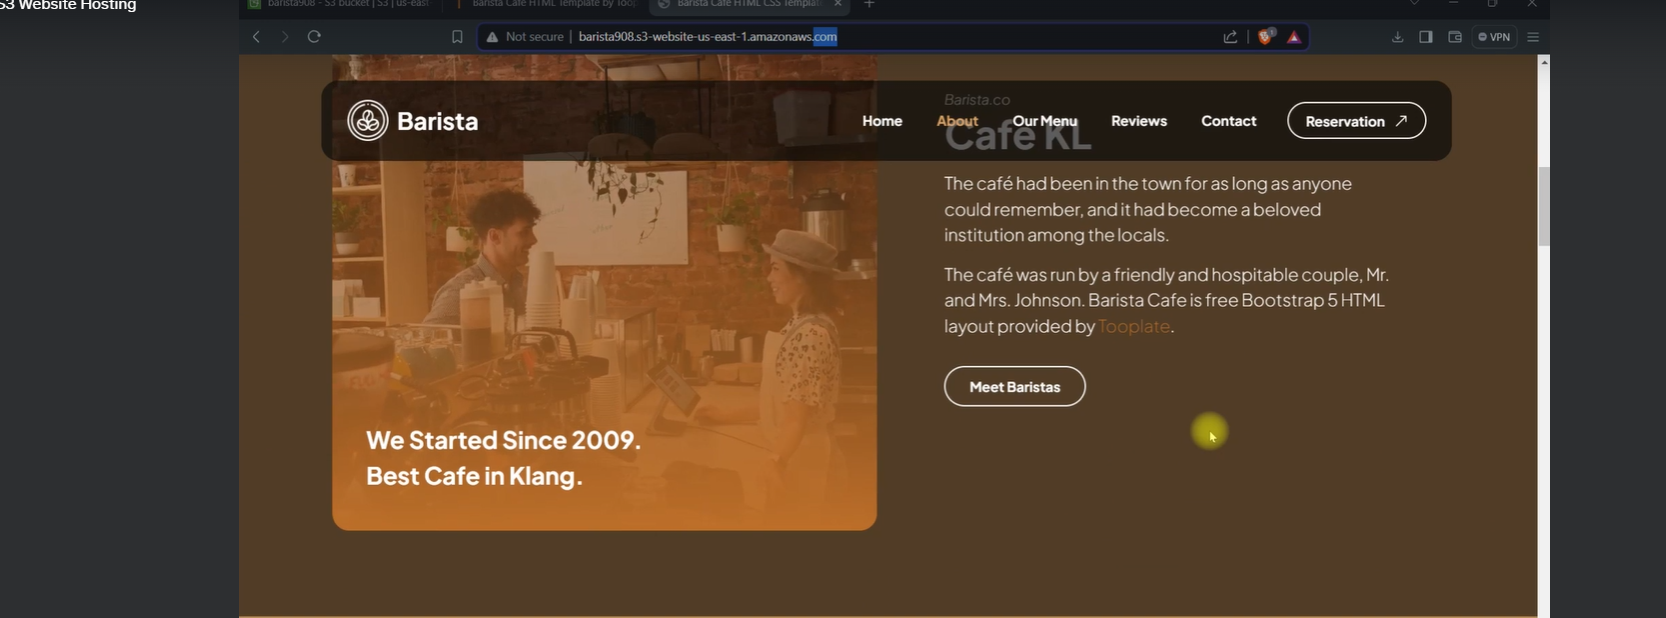 S3 Website Hosting
barista908 - S3 bucket | S3 | us-east
Barista Cafe HTML Template by Toop
Barista Cafe HTML CSS Template
Not secure | barista908.s3-website-us-east-1.amazonaws.com
VPN
Barista
Home
About
Our Menu
Reviews
Contact
Reservation
Barista.co
Cafe KL
The café had been in the town for as long as anyone
could remember, and it had become a beloved
institution among the locals.
The café was run by a friendly and hospitable couple, Mr.
and Mrs. Johnson. Barista Cafe is free Bootstrap 5 HTML
layout provided by Tooplate.
Meet Baristas
We Started Since 2009.
Best Cafe in Klang.